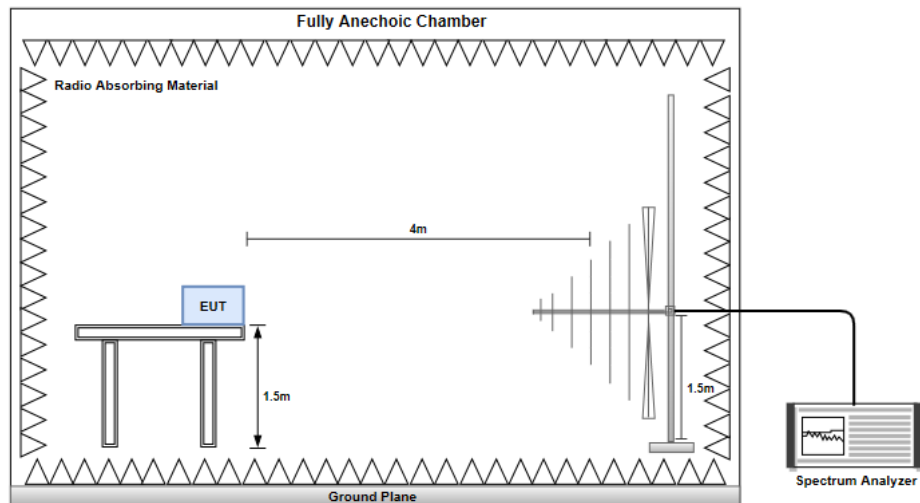 Fully Anechoic Chamber
Radio Absorbing Material
4m
EUT
1.5m
1.5m
Spectrum Analyzer
Ground Plane